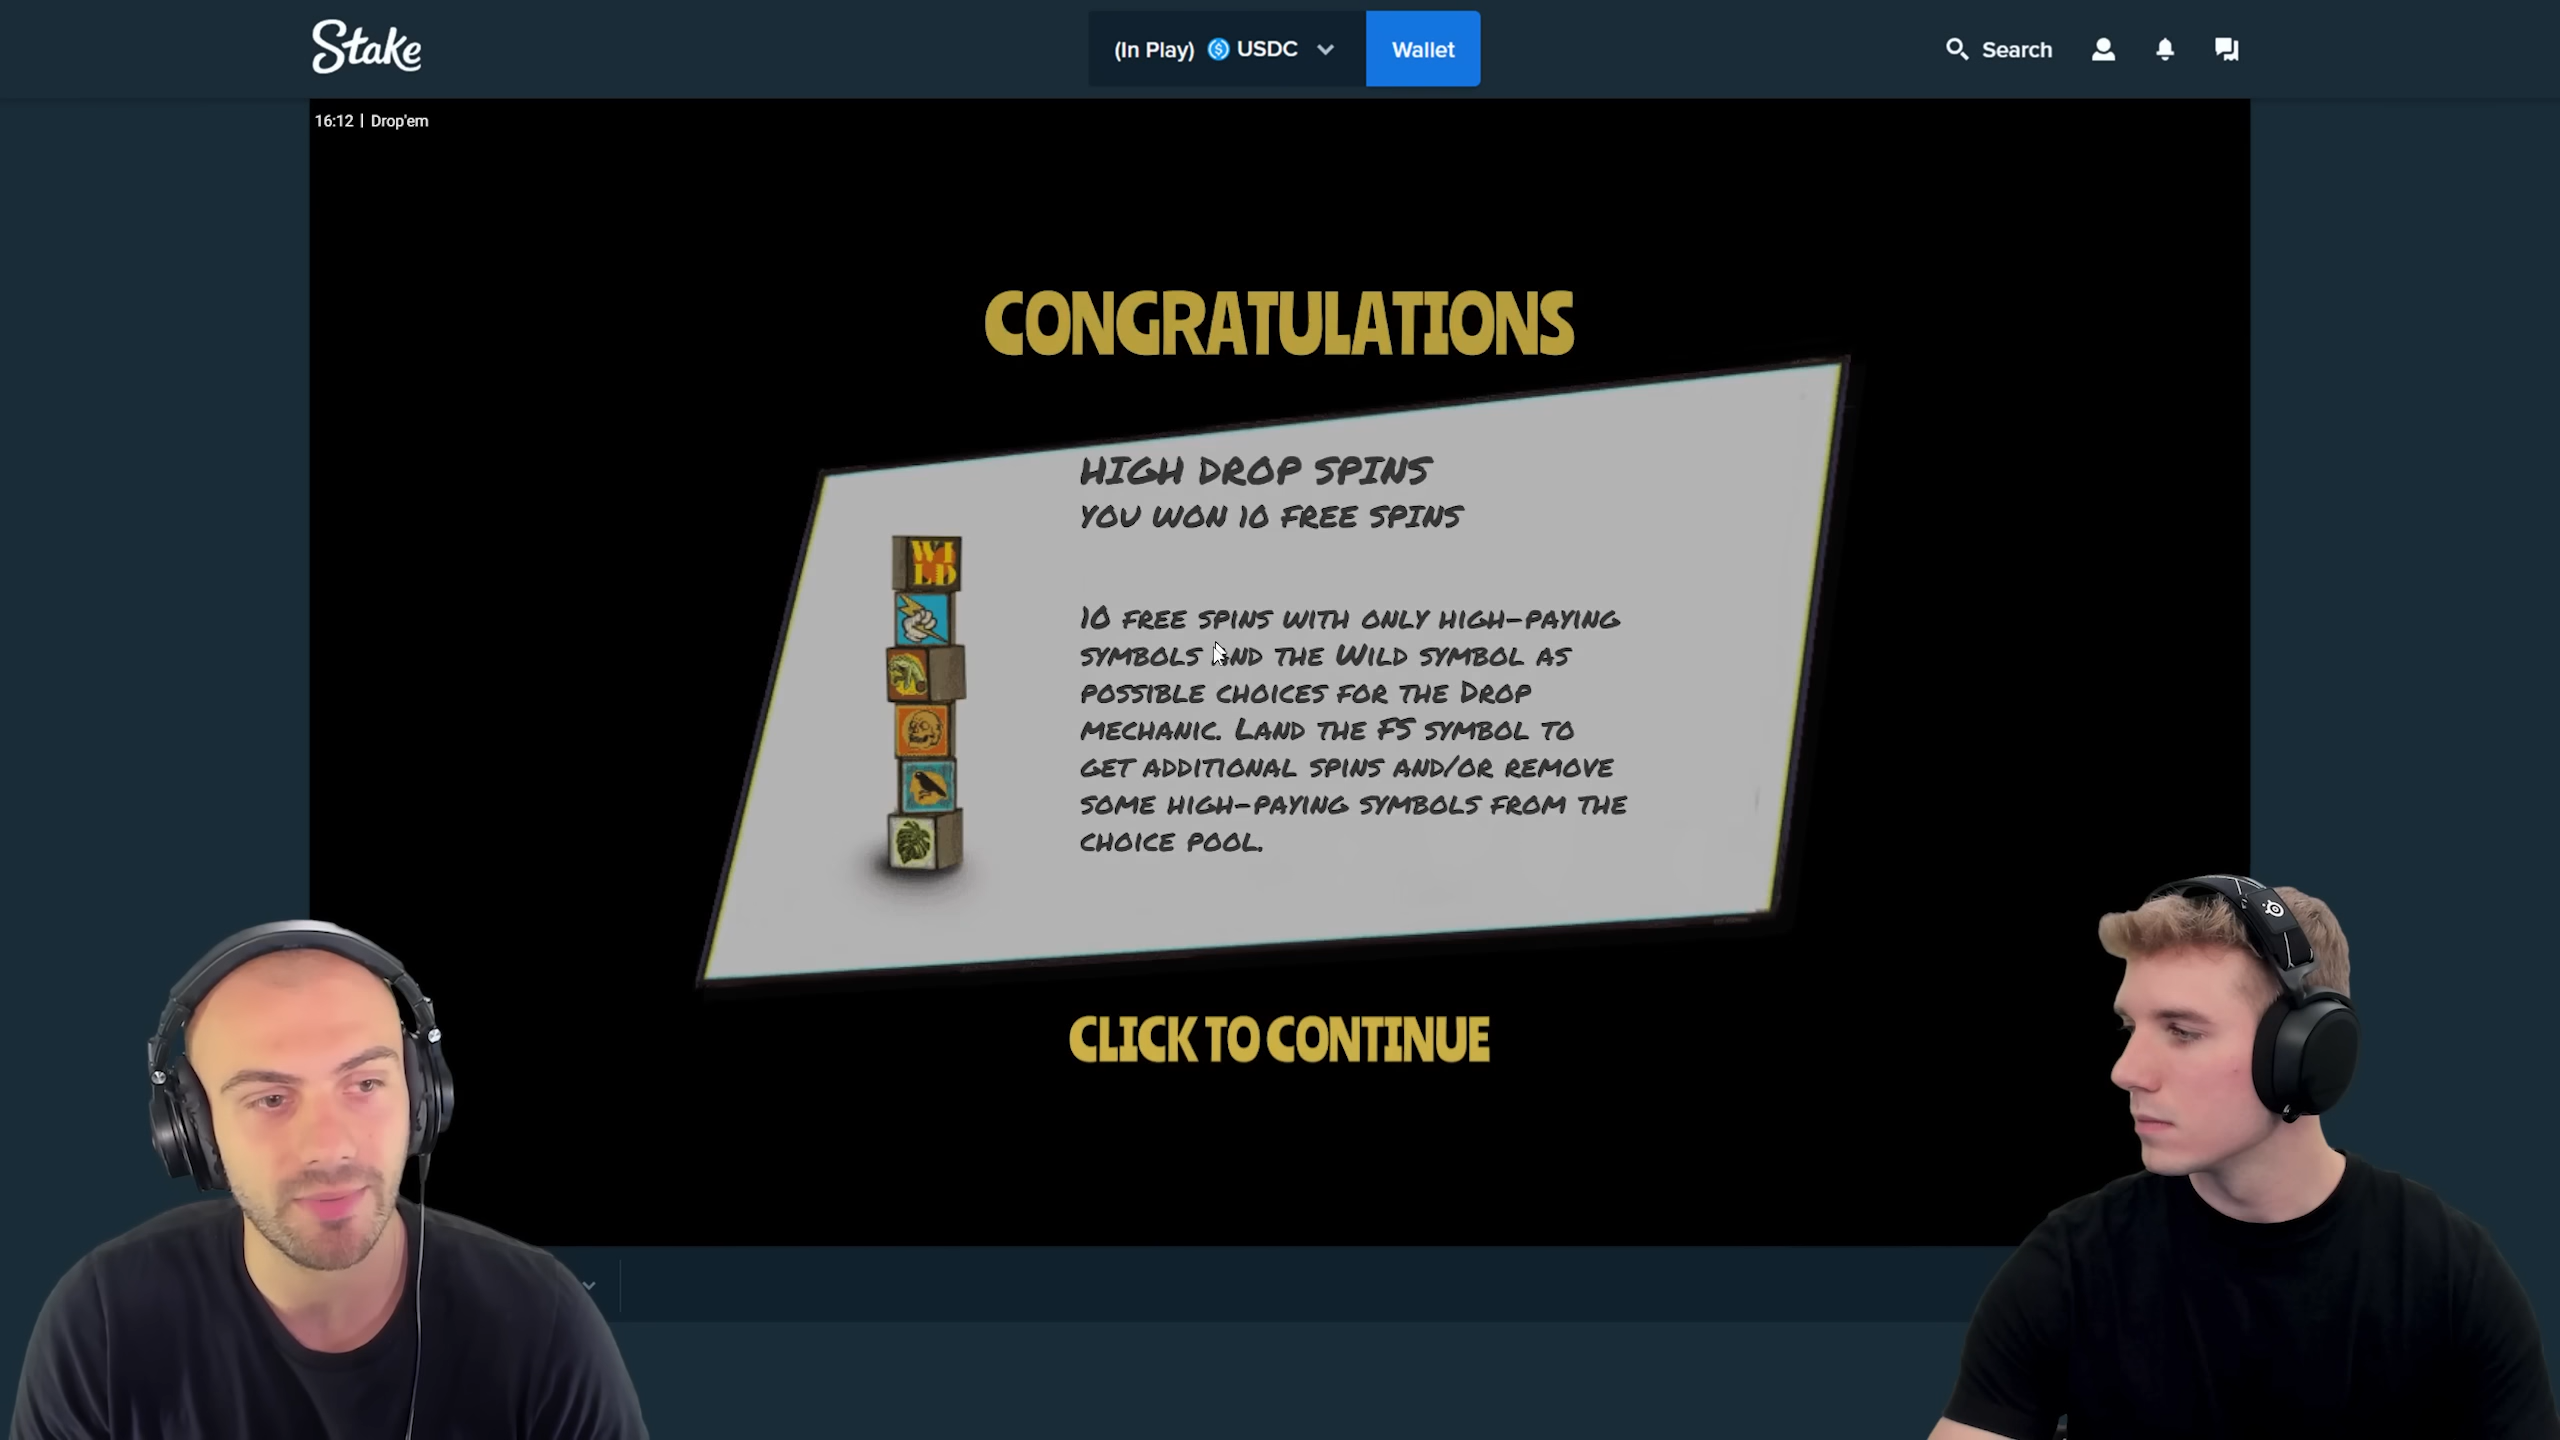 Stake
(In Play) USDC
Wallet
Search
16:12 | Drop'em
CONGRATULATIONS
HIGH DROP SPINS
YOU WON 10 FREE SPINS
WI
LD
10 FREE SPINS WITH ONLY HIGH-PAYING
SYMBOLS AND THE WILD SYMBOL AS
POSSIBLE CHOICES FOR THE DROP
MECHANIC. LAND THE FS SYMBOL TO
GET ADDITIONAL SPINS AND/OR REMOVE
SOME HIGH-PAYING SYMBOLS FROM THE
CHOICE POOL.
CLICK TO CONTINUE